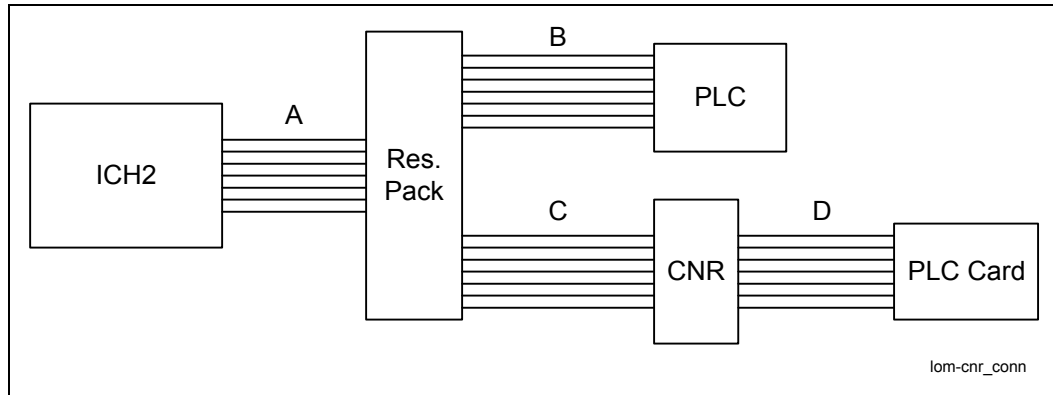 B
PLC
A
ICH2
Res.
Pack
C
D
CNR
PLC Card
lom-cnr_conn